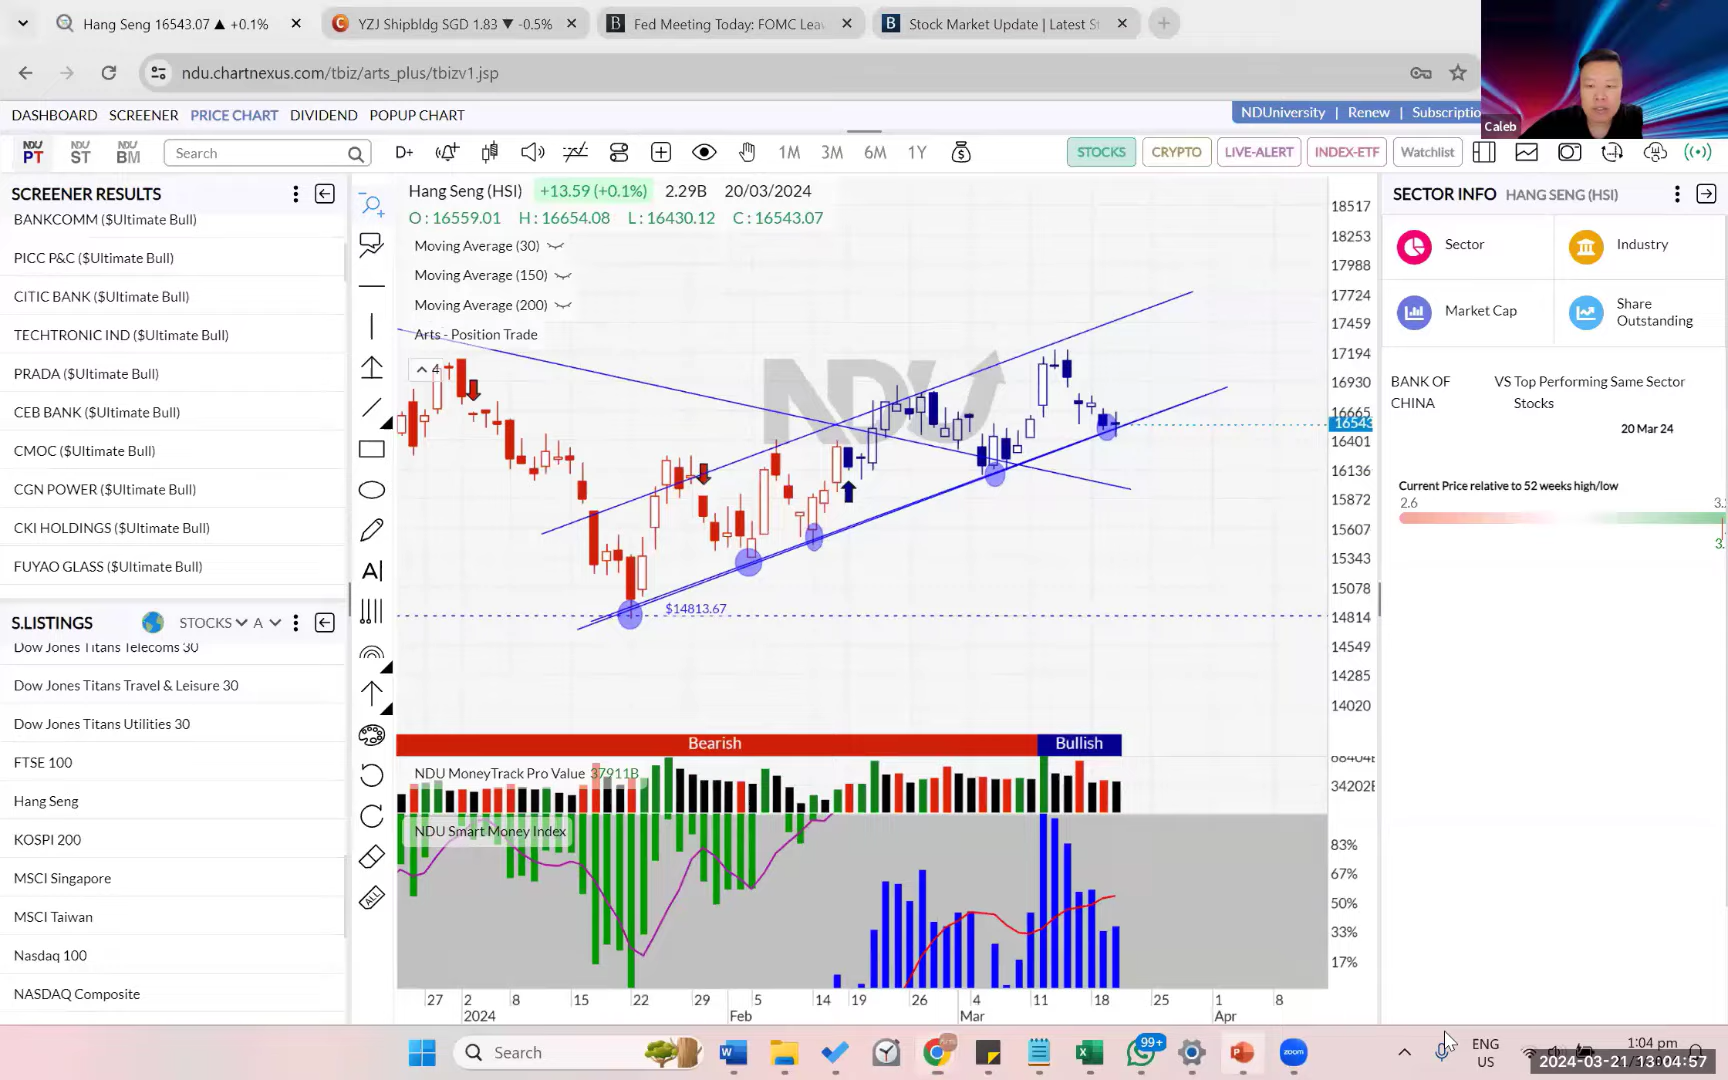 Hang Seng 16543.07 ▲ +0.1%
YZJ Shipbldg SGD 1.83 ▼ -0.5%
Fed Meeting Today: FOMC Leav
Stock Market Update | Latest St
ndu.chartnexus.com/tbiz/arts_plus/tbizv1.jsp
Caleb
DASHBOARD SCREENER PRICE CHART DIVIDEND POPUP CHART
NDUniversity | Renew | Subscriptio
NDU PT
NDU ST
NDU BM
Search
D+
1M 3M 6M 1Y
STOCKS CRYPTO LIVE-ALERT INDEX-ETF Watchlist
SCREENER RESULTS
BANKCOMM ($Ultimate Bull)
PICC P&C ($Ultimate Bull)
CITIC BANK ($Ultimate Bull)
TECHTRONIC IND ($Ultimate Bull)
PRADA ($Ultimate Bull)
CEB BANK ($Ultimate Bull)
CMOC ($Ultimate Bull)
CGN POWER ($Ultimate Bull)
CKI HOLDINGS ($Ultimate Bull)
FUYAO GLASS ($Ultimate Bull)
S.LISTINGS
STOCKS A
Dow Jones Titans Telecoms 30
Dow Jones Titans Travel & Leisure 30
Dow Jones Titans Utilities 30
FTSE 100
Hang Seng
KOSPI 200
MSCI Singapore
MSCI Taiwan
Nasdaq 100
NASDAQ Composite
A|
ALL
Hang Seng (HSI) +13.59 (+0.1%) 2.29B 20/03/2024
O : 16559.01 H : 16654.08 L : 16430.12 C : 16543.07
Moving Average (30)
Moving Average (150)
Moving Average (200)
Arts - Position Trade
4
NDU
$14813.67
18517
18253
17988
17724
17459
17194
16930
16665
16543
16401
16136
15872
15607
15343
15078
14814
14549
14285
14020
Bearish
Bullish
NDU MoneyTrack Pro Value 37911B
68404B
34202B
NDU Smart Money Index
83%
67%
50%
33%
17%
27 2 8 15 22 29 5 14 19 26 4 11 18 25 1 8
2024 Feb Mar Apr
SECTOR INFO HANG SENG (HSI)
Sector
Industry
Market Cap
Share Outstanding
BANK OF CHINA
VS Top Performing Same Sector Stocks
20 Mar 24
Current Price relative to 52 weeks high/low
2.6
3.
3.
Search
99+
zoom
ENG
US
1:04 pm
2024-03-21 13:04:57